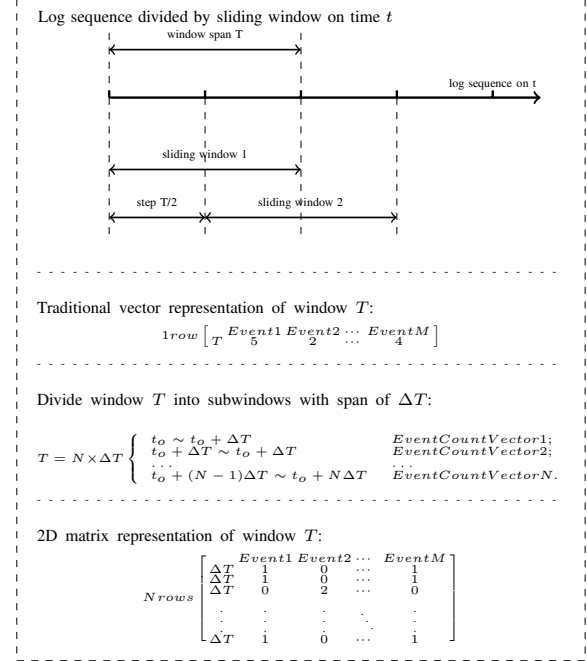 Log sequence divided by sliding window on time t
window span T
log sequence on t
sliding window 1
step T/2 sliding window 2
Traditional vector representation of window T:
Event1 Event2 ⋯ EventM
1row [ T 5 2 ⋯ 4 ]
Divide window T into subwindows with span of ΔT:
t_o ∼ t_o + ΔT EventCountVector1;
t_o + ΔT ∼ t_o + ΔT EventCountVector2;
T = N×ΔT { ... ...
t_o + (N − 1)ΔT ∼ t_o + NΔT EventCountVectorN.
2D matrix representation of window T:
Event1 Event2 ⋯ EventM
ΔT 1 0 ⋯ 1
ΔT 1 0 ⋯ 1
ΔT 0 2 ⋯ 0
Nrows
. . . . .
. . . . .
. . . . .
ΔT 1 0 ⋯ 1